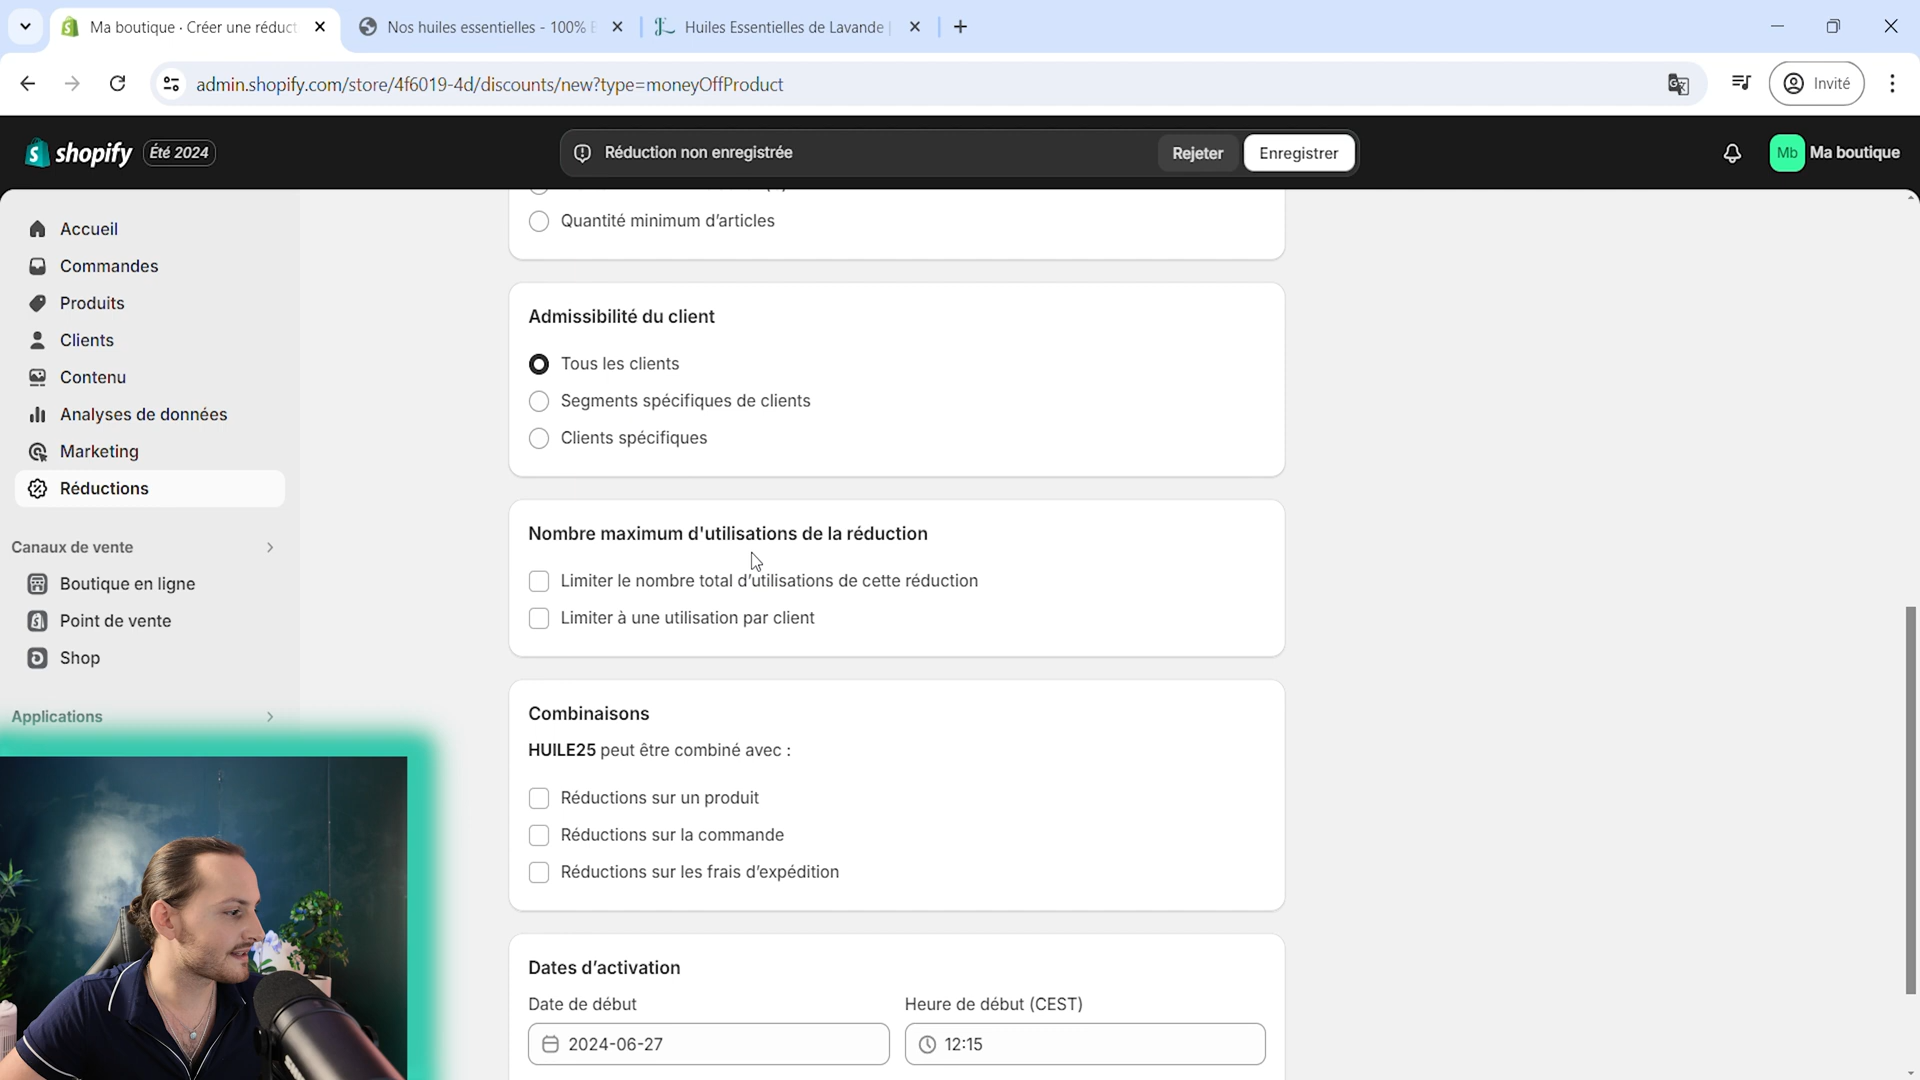 Ma boutique · Créer une réduct
Nos huiles essentielles - 100%
Huiles Essentielles de Lavande |
admin.shopify.com/store/4f6019-4d/discounts/new?type=moneyOffProduct
Invité
shopify
Été 2024
Réduction non enregistrée
Rejeter
Enregistrer
Mb
Ma boutique
Accueil
Commandes
Produits
Clients
Contenu
Analyses de données
Marketing
Réductions
Canaux de vente
Boutique en ligne
Point de vente
Shop
Applications
Quantité minimum d’articles
Admissibilité du client
Tous les clients
Segments spécifiques de clients
Clients spécifiques
Nombre maximum d'utilisations de la réduction
Limiter le nombre total d’utilisations de cette réduction
Limiter à une utilisation par client
Combinaisons
HUILE25 peut être combiné avec :
Réductions sur un produit
Réductions sur la commande
Réductions sur les frais d’expédition
Dates d’activation
Date de début
Heure de début (CEST)
2024-06-27
12:15